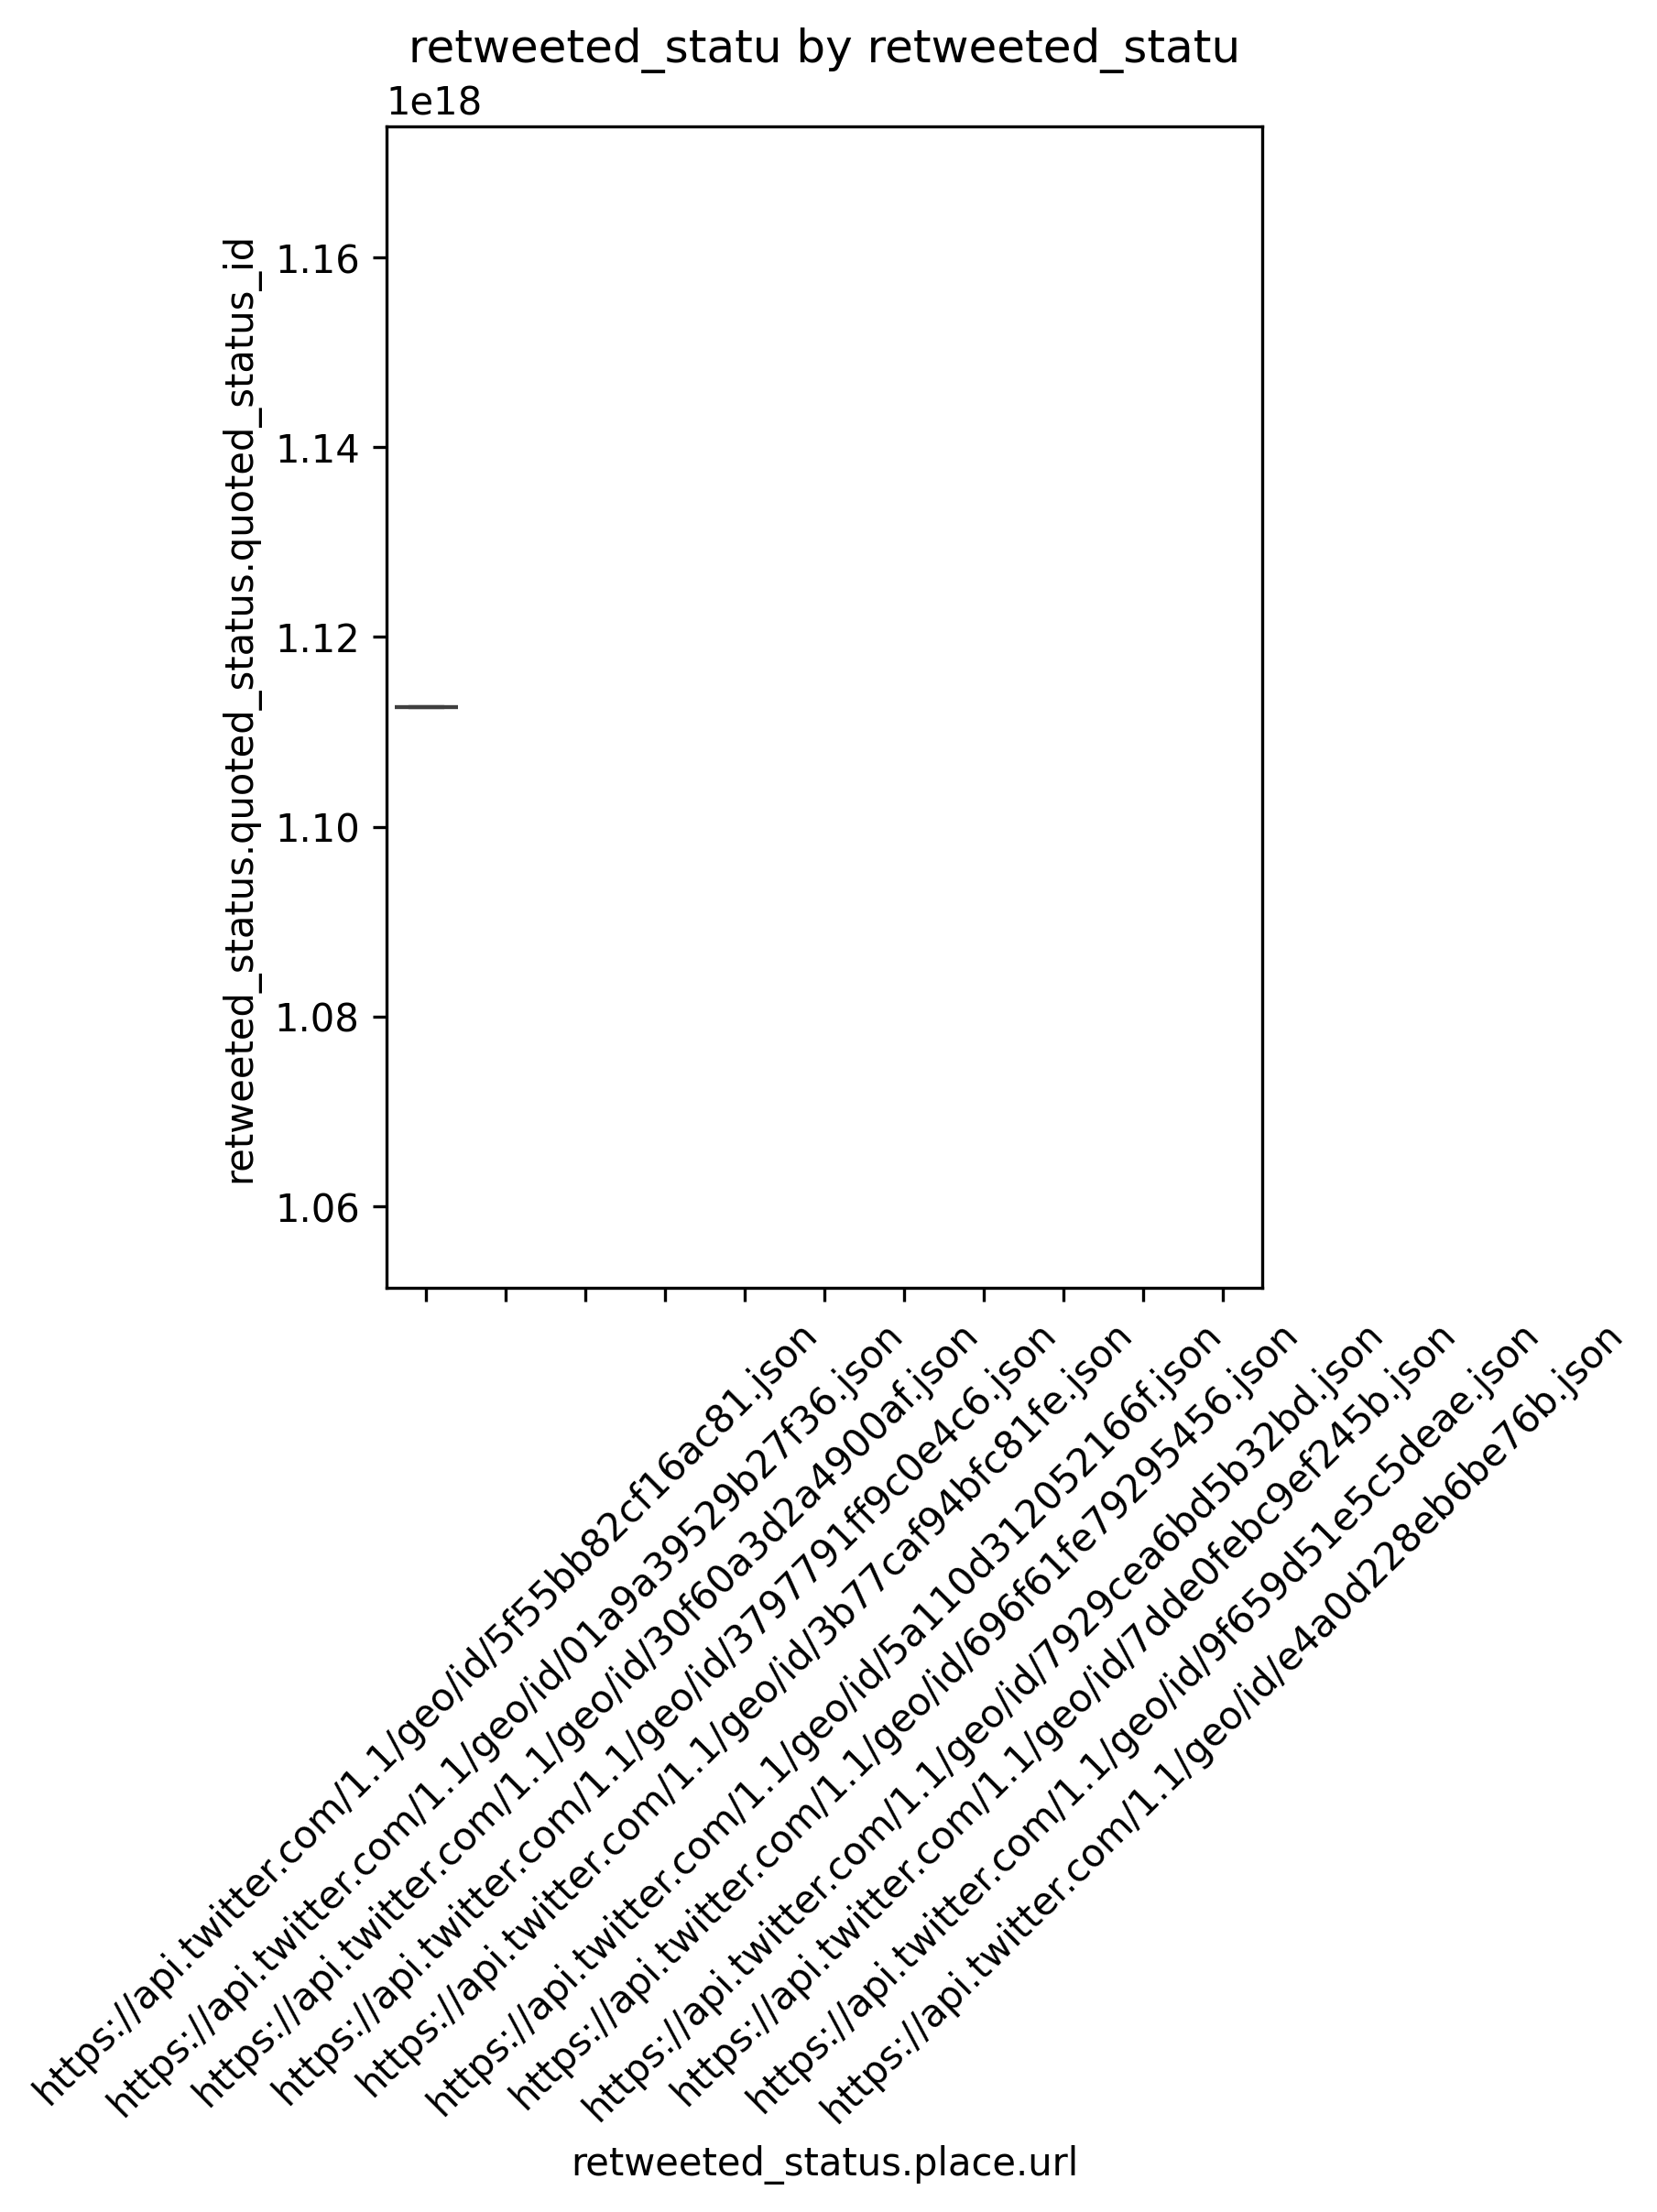 retweeted_statu by retweeted_statu
1e18
retweeted_status.quoted_status.quoted_status_id
1.16
1.14
1.12
1.10
1.08
1.06
https://api.twitter.com/1.1/geo/id/5f55bb82cf16ac81.json
https://api.twitter.com/1.1/geo/id/01a9a39529b27f36.json
https://api.twitter.com/1.1/geo/id/30f60a3d2a4900af.json
https://api.twitter.com/1.1/geo/id/3797791ff9c0e4c6.json
https://api.twitter.com/1.1/geo/id/3b77caf94bfc81fe.json
https://api.twitter.com/1.1/geo/id/5a110d312052166f.json
https://api.twitter.com/1.1/geo/id/696f61fe79295456.json
https://api.twitter.com/1.1/geo/id/7929cea6bd5b32bd.json
https://api.twitter.com/1.1/geo/id/7dde0febc9ef245b.json
https://api.twitter.com/1.1/geo/id/9f659d51e5c5deae.json
https://api.twitter.com/1.1/geo/id/e4a0d228eb6be76b.json
retweeted_status.place.url